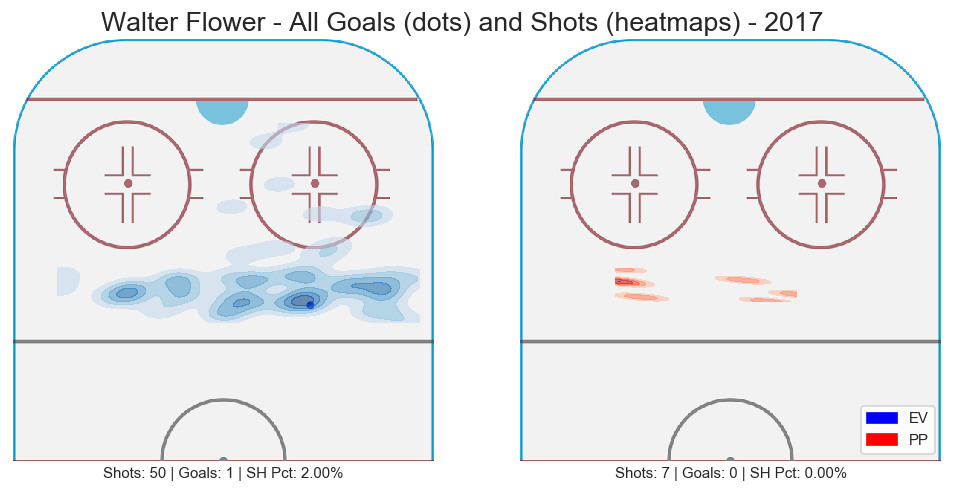 Walter Flower - All Goals (dots) and Shots (heatmaps) - 2017
EV
PP
Shots: 50 | Goals: 1 | SH Pct: 2.00%
Shots: 7 | Goals: 0 | SH Pct: 0.00%